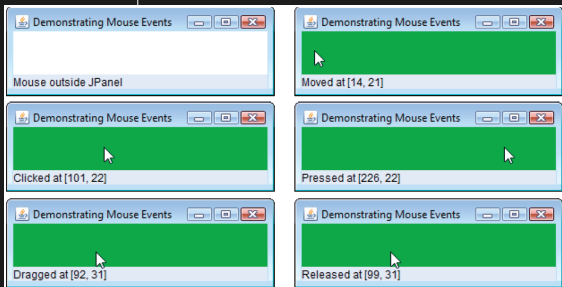 Demonstrating Mouse Events
Mouse outside JPanel
Demonstrating Mouse Events
Moved at [14, 21]
Demonstrating Mouse Events
Clicked at [101, 22]
Demonstrating Mouse Events
Pressed at [226, 22]
Demonstrating Mouse Events
Dragged at [92, 31]
Demonstrating Mouse Events
Released at [99, 31]